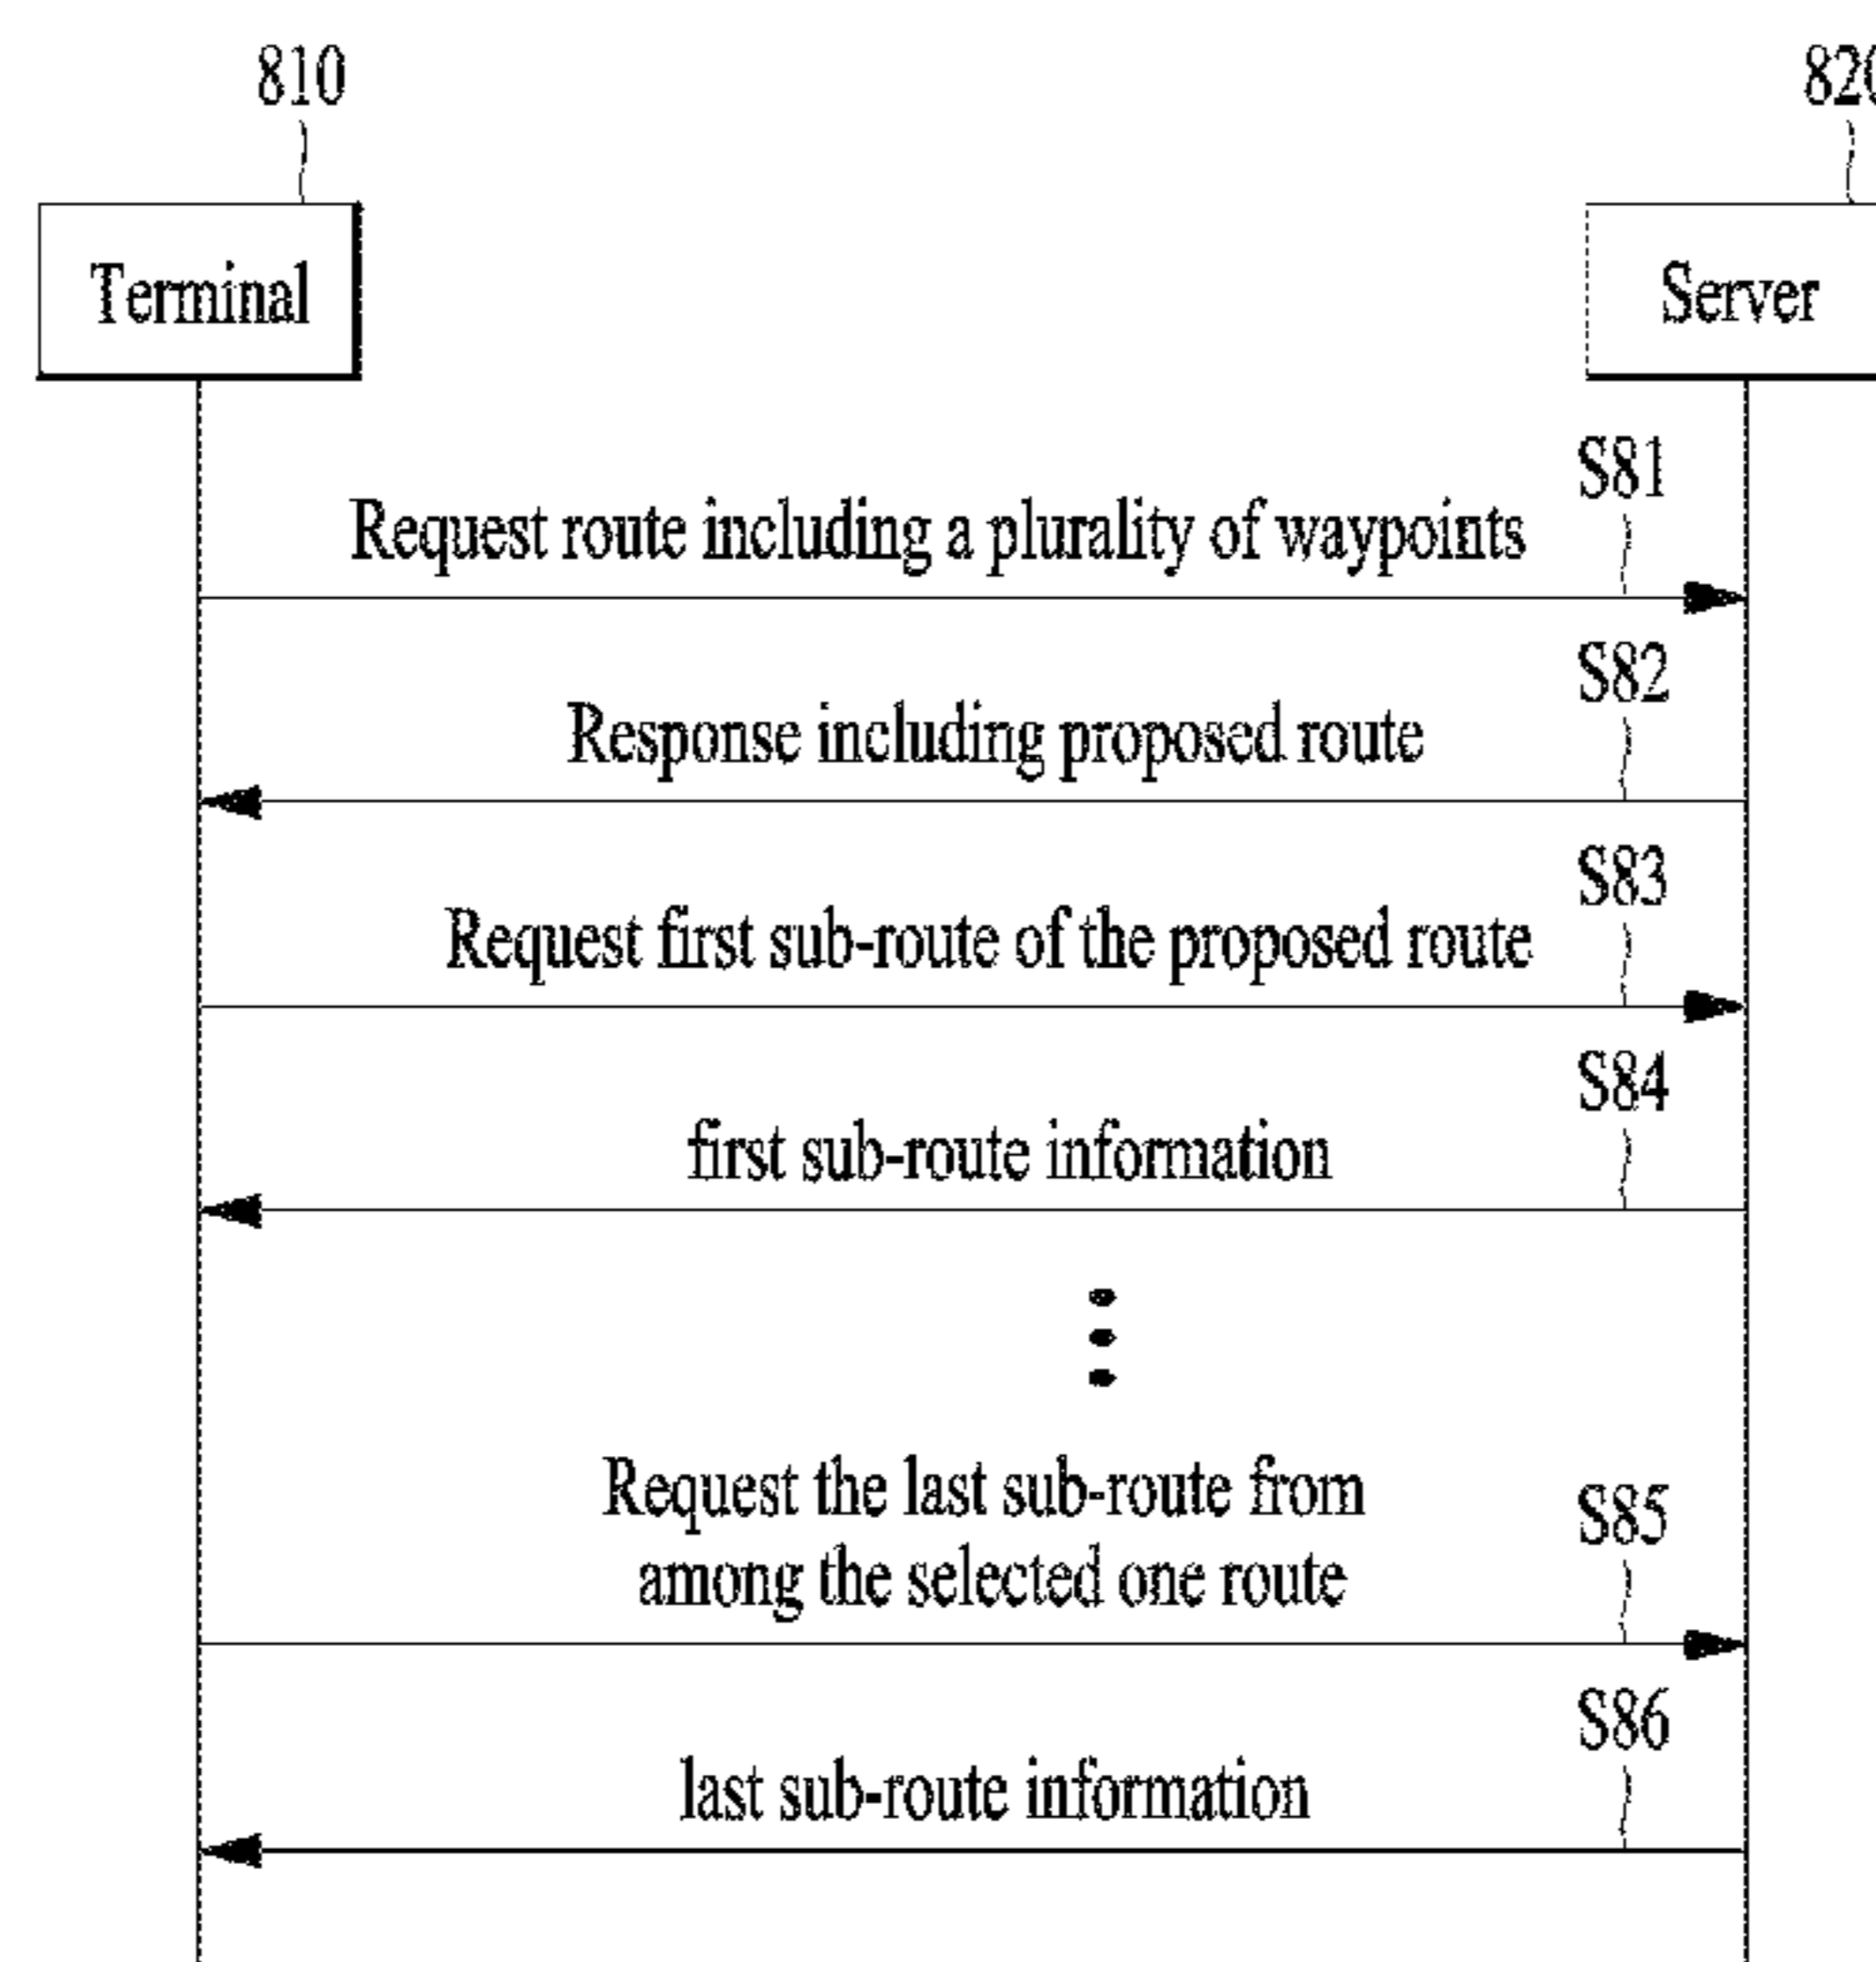 810
820
Terminal
Server
S81
Request route including a plurality of waypoints
S82
Response including proposed route
S83
Request first sub-route of the proposed route
S84
first sub-route information
Request the last sub-route from
among the selected one route
S85
S86
last sub-route information